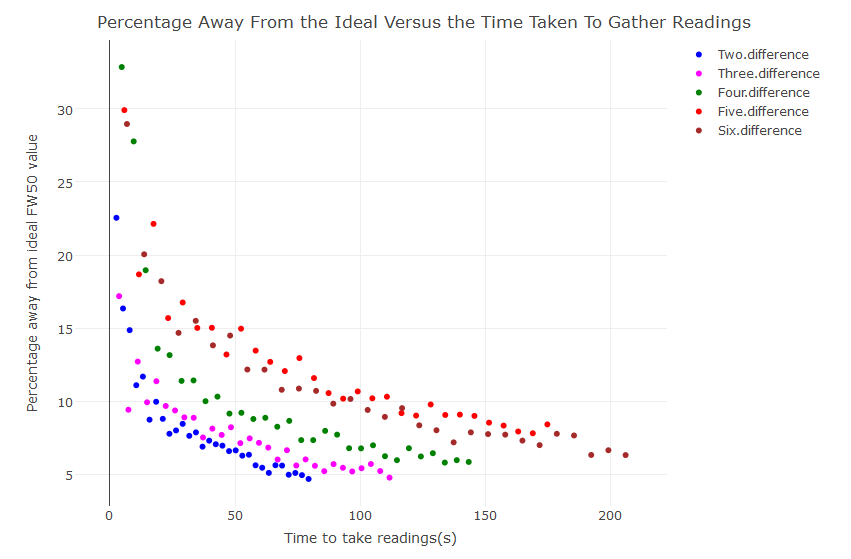 Percentage Away From the Ideal Versus the Time Taken To Gather Readings
Two.difference
Three.difference
Four.difference
Five.difference
Six.difference
Percentage away from ideal FW50 value
30
25
20
15
10
5
0
50
100
150
200
Time to take readings(s)